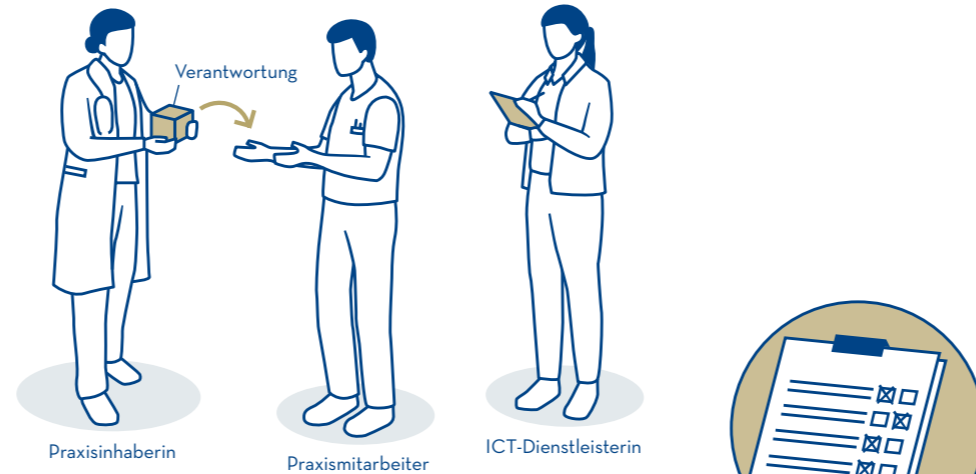 Verantwortung
Praxisinhaberin
Praxismitarbeiter
ICT-Dienstleisterin